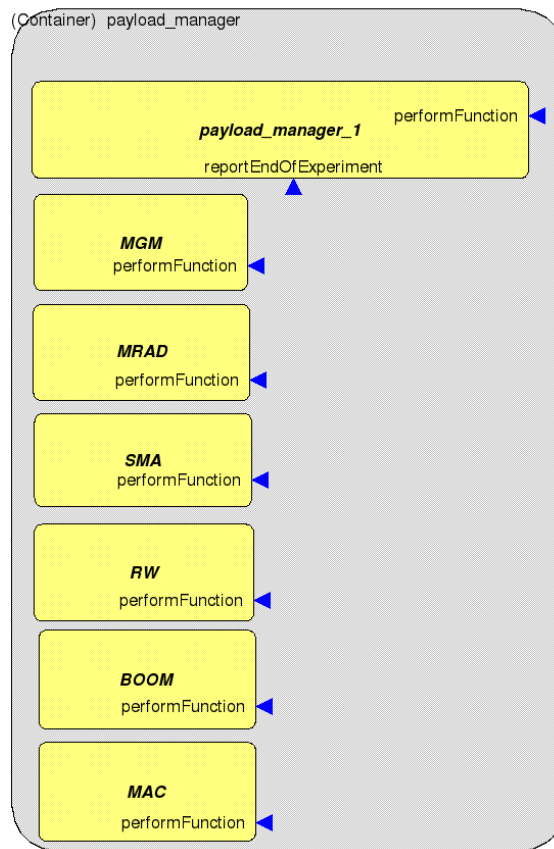 (Container) payload_manager
performFunction
payload_manager_1
reportEndOfExperiment
MGM
performFunction
MRAD
performFunction
SMA
performFunction
RW
performFunction
BOOM
performFunction
MAC
performFunction